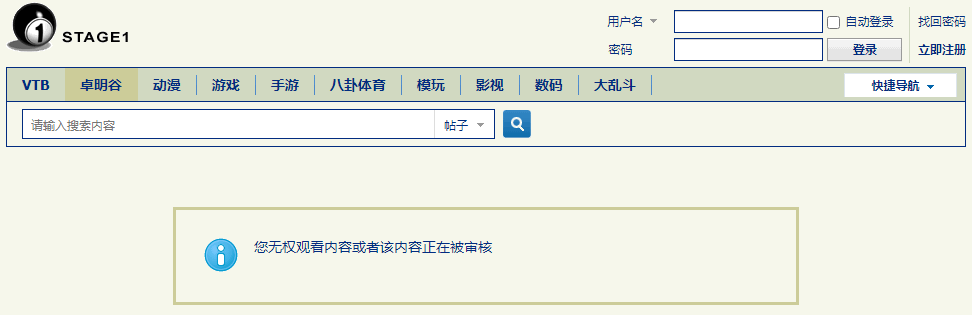 1
STAGE1
用户名
自动登录
找回密码
密码
登录
立即注册
VTB 卓明谷 动漫 游戏 手游 八卦体育 模玩 影视 数码 大乱斗 快捷导航
请输入搜索内容 帖子
您无权观看内容或者该内容正在被审核